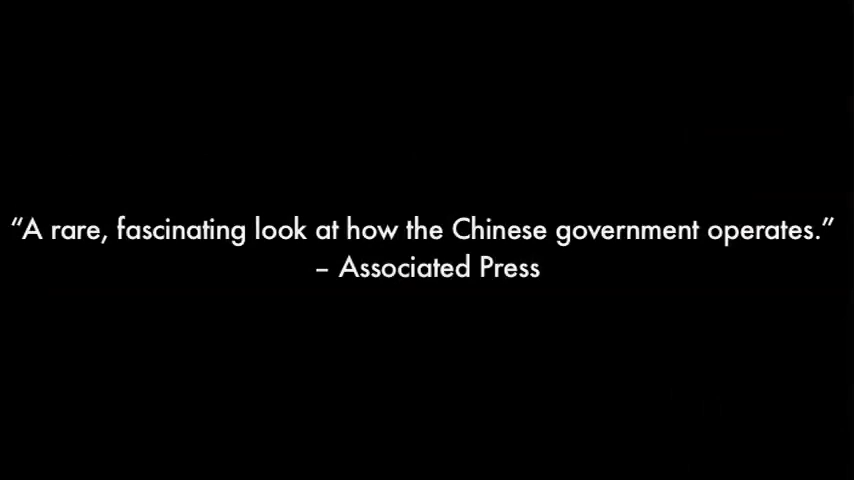 “A rare, fascinating look at how the Chinese government operates.”
– Associated Press